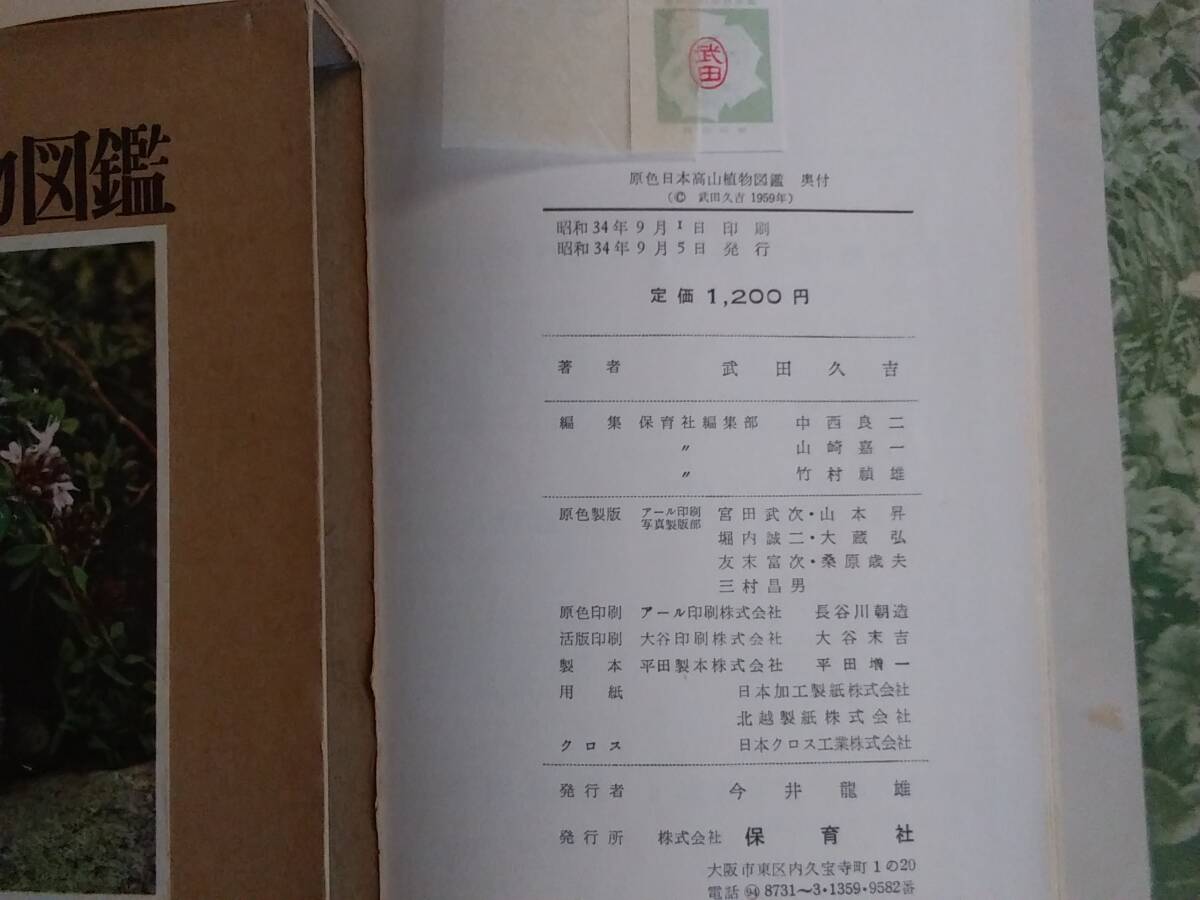 図鑑
武田
原色日本高山植物図鑑 奥付
(© 武田久吉 1959年)
昭和34年9月1日 印刷
昭和34年9月5日 発行
定価 1,200円
著者 武田久吉
編集 保育社編集部 中西良二
〃 山崎嘉一
〃 竹村禎雄
原色製版 アール印刷写真製版部 宮田武次・山本昇
堀内誠二・大蔵弘
友末富次・桑原歳夫
三村昌男
原色印刷 アール印刷株式会社 長谷川朝造
活版印刷 大谷印刷株式会社 大谷末吉
製本 平田製本株式会社 平田増一
用紙 日本加工製紙株式会社
北越製紙株式会社
クロス 日本クロス工業株式会社
発行者 今井龍雄
発行所 株式会社 保育社
大阪市東区内久宝寺町1の20
電話 ㉔ 8731〜3・1359・9582番